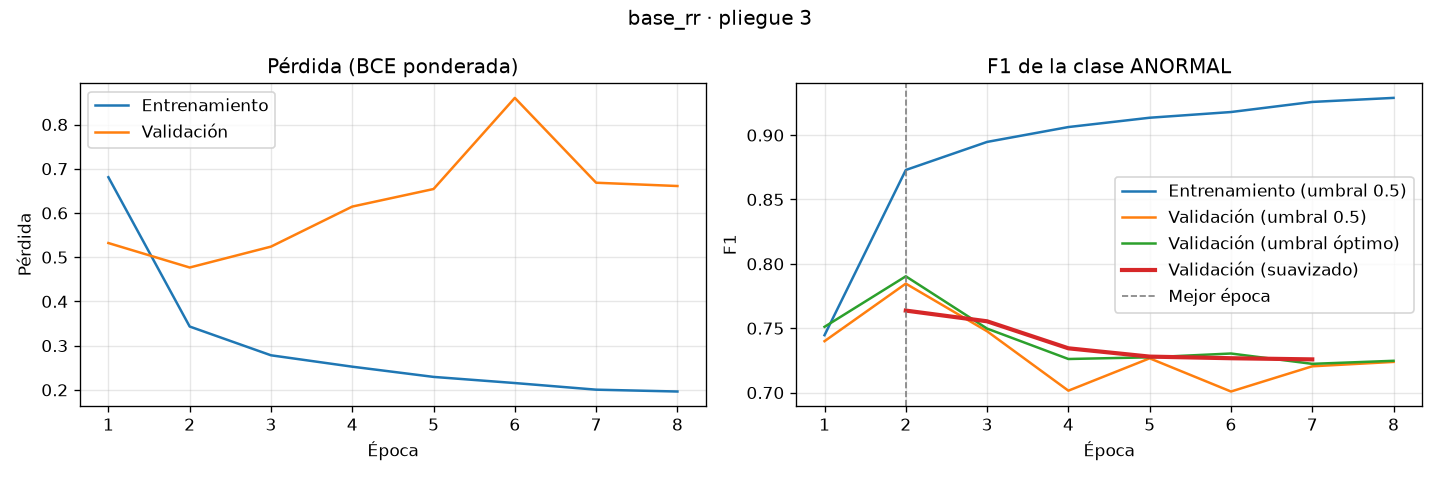 base_rr · pliegue 3
Pérdida (BCE ponderada)
Entrenamiento
Validación
Pérdida
0.8
0.7
0.6
0.5
0.4
0.3
0.2
1 2 3 4 5 6 7 8
Época
F1 de la clase ANORMAL
Entrenamiento (umbral 0.5)
Validación (umbral 0.5)
Validación (umbral óptimo)
Validación (suavizado)
Mejor época
F1
0.90
0.85
0.80
0.75
0.70
1 2 3 4 5 6 7 8
Época